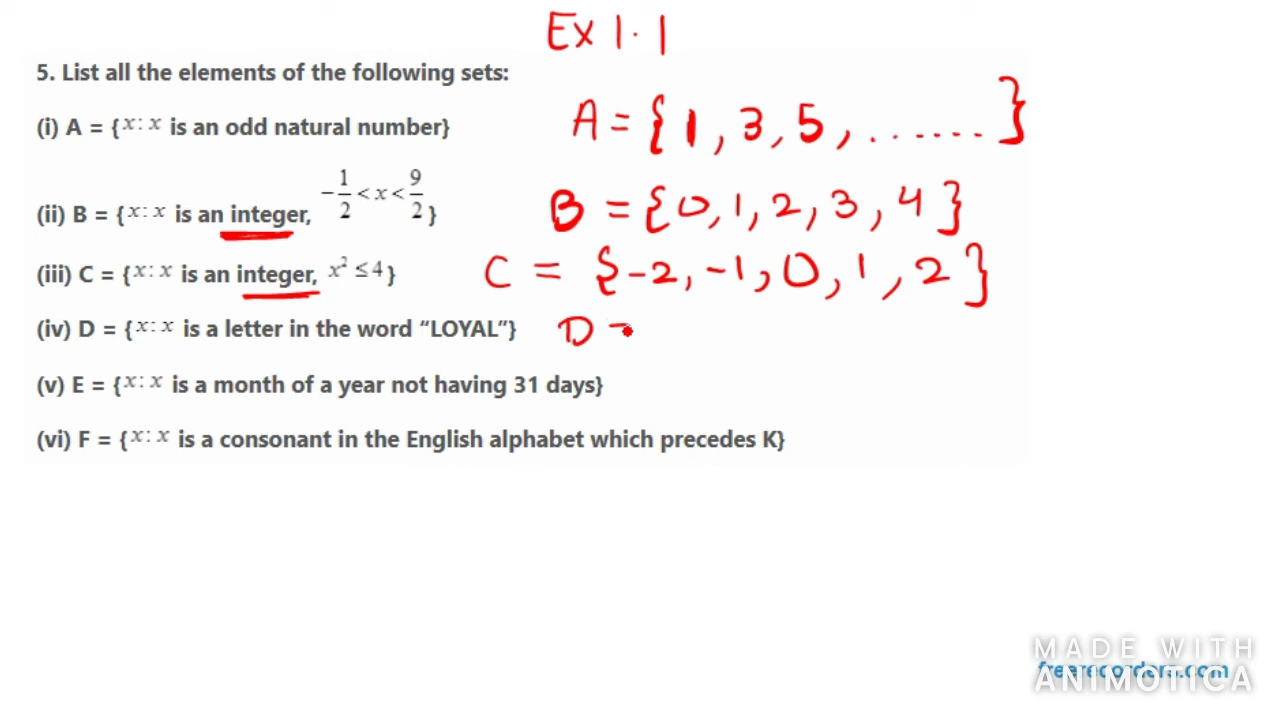 Ex 1.1
5. List all the elements of the following sets:
(i) A = {x: x is an odd natural number} A = {1, 3, 5, ......}
(ii) B = {x: x is an integer, -1/2 < x < 9/2 } B = {0, 1, 2, 3, 4}
(iii) C = {x: x is an integer, x² ≤ 4} C = {-2, -1, 0, 1, 2}
(iv) D = {x: x is a letter in the word “LOYAL”} D =
(v) E = {x: x is a month of a year not having 31 days}
(vi) F = {x: x is a consonant in the English alphabet which precedes K}
MADE WITH
freerecorders.com
ANIMOTICA